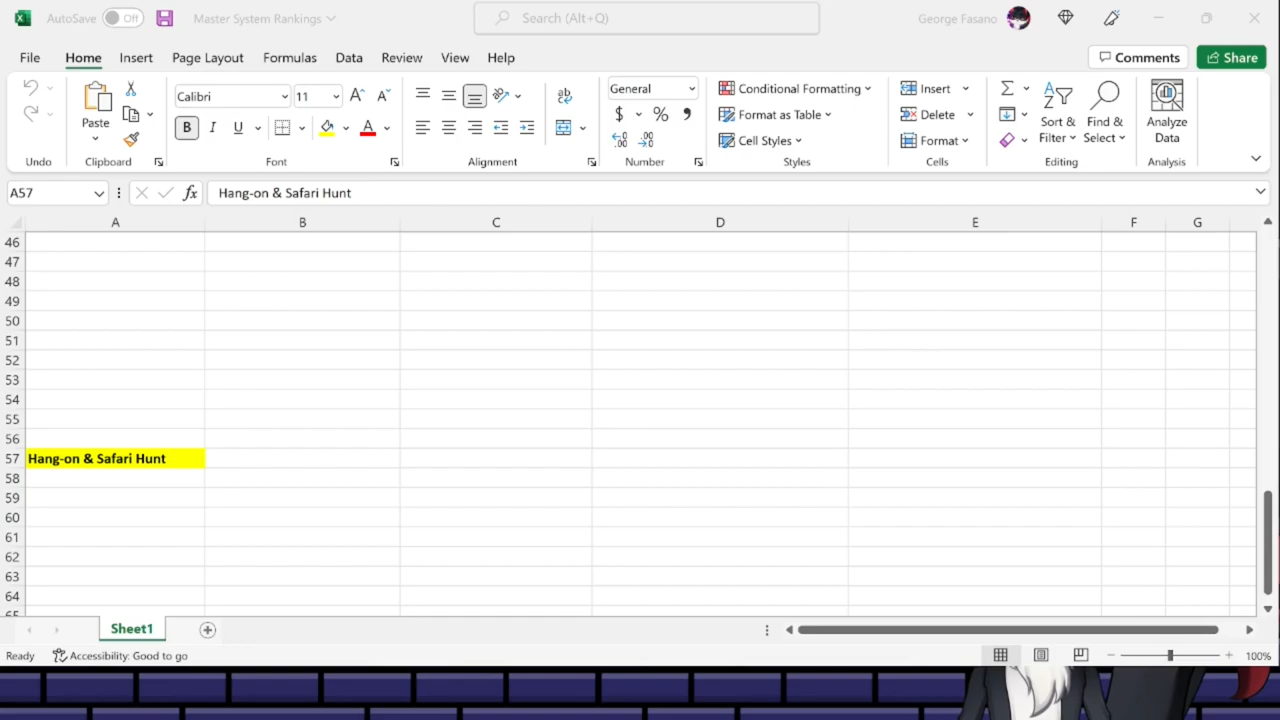 AutoSave Off Master System Rankings Search (Alt+Q) George Fasano
File Home Insert Page Layout Formulas Data Review View Help Comments Share
Calibri 11 General Conditional Formatting Insert
Paste B I U $ % Format as Table Delete Sort & Filter Find & Select Analyze Data
Cell Styles Format
Undo Clipboard Font Alignment Number Styles Cells Editing Analysis
A57 fx Hang-on & Safari Hunt
A B C D E F G
46
47
48
49
50
51
52
53
54
55
56
57 Hang-on & Safari Hunt
58
59
60
61
62
63
64
65
Sheet1
Ready Accessibility: Good to go 100%